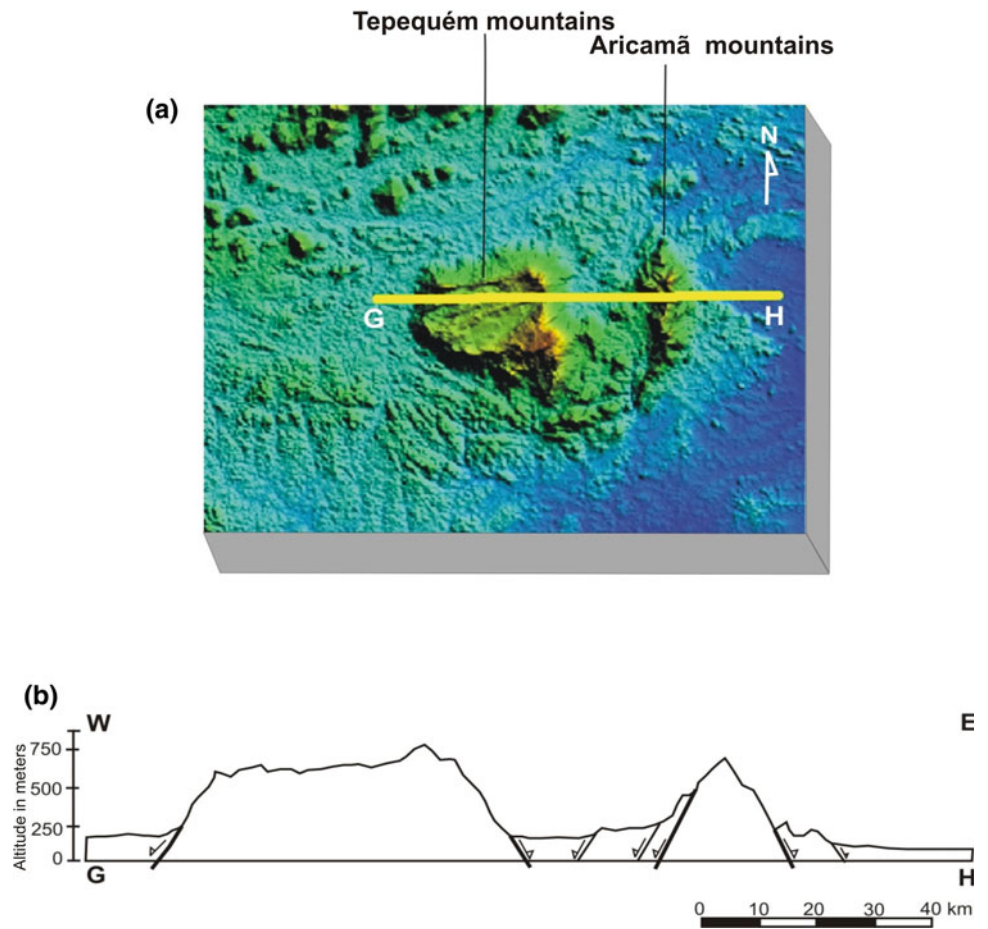 Tepequém mountains
Aricamã mountains
(a)
N
G
H
(b)
W
E
Altitude in meters
750
500
250
0
G
H
0 10 20 30 40 km